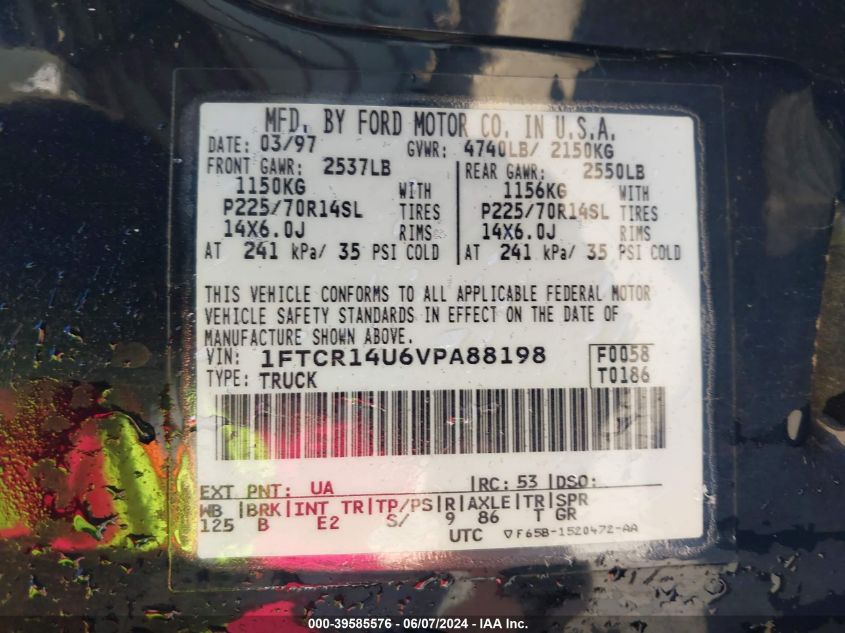 MFD. BY FORD MOTOR CO. IN U.S.A.
DATE: 03/97 GVWR: 4740LB/ 2150KG
FRONT GAWR: 2537LB REAR GAWR: 2550LB
1150KG WITH 1156KG WITH
P225/70R14SL TIRES P225/70R14SL TIRES
14X6.0J RIMS 14X6.0J RIMS
AT 241 kPa/ 35 PSI COLD AT 241 kPa/ 35 PSI COLD
THIS VEHICLE CONFORMS TO ALL APPLICABLE FEDERAL MOTOR
VEHICLE SAFETY STANDARDS IN EFFECT ON THE DATE OF
MANUFACTURE SHOWN ABOVE.
VIN: 1FTCR14U6VPA88198 F0058
TYPE: TRUCK T0186
EXT PNT: UA RC: 53 DSO:
WB BRK INT TR TP/PS R AXLE TR SPR
125 B E2 S/ 9 86 T GR
UTC ▽F65B-1520472-AA
000-39585576 - 06/07/2024 - IAA Inc.